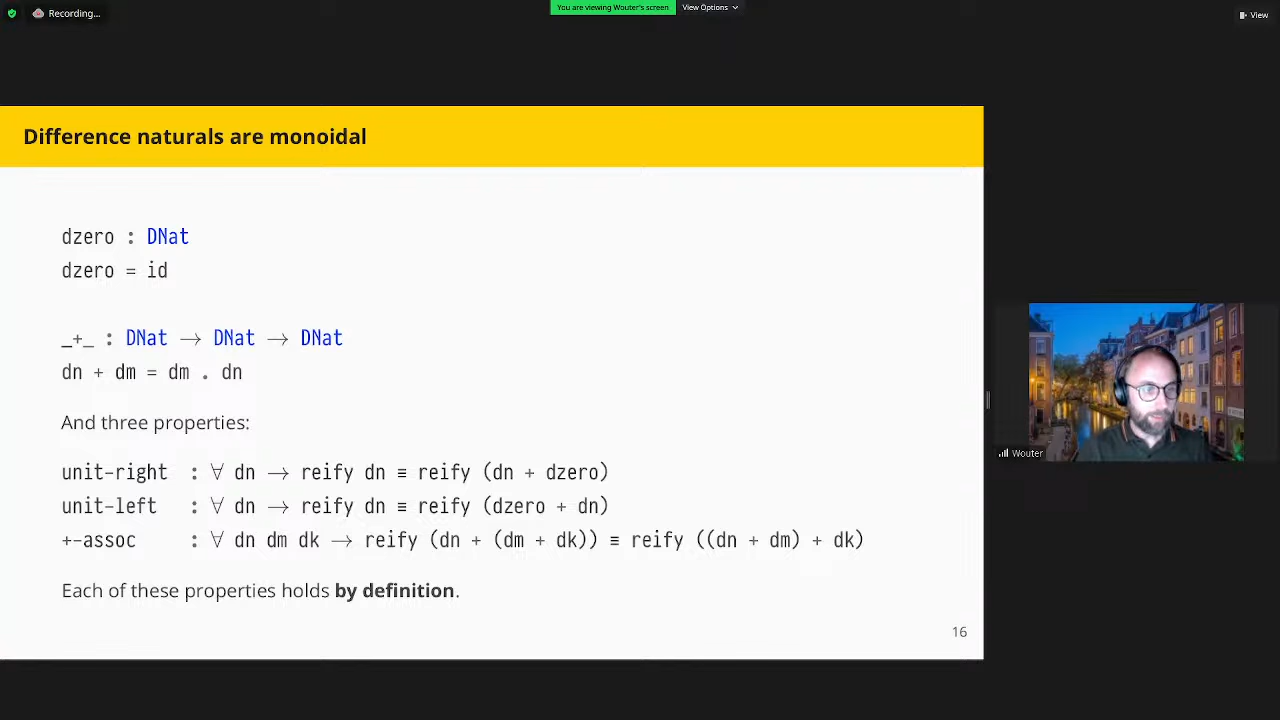 Recording...
You are viewing Wouter's screen
View Options
View
Difference naturals are monoidal
dzero : DNat
dzero = id
_+_ : DNat → DNat → DNat
dn + dm = dm . dn
And three properties:
unit-right : ∀ dn → reify dn ≡ reify (dn + dzero)
unit-left : ∀ dn → reify dn ≡ reify (dzero + dn)
+-assoc : ∀ dn dm dk → reify (dn + (dm + dk)) ≡ reify ((dn + dm) + dk)
Each of these properties holds by definition.
16
Wouter